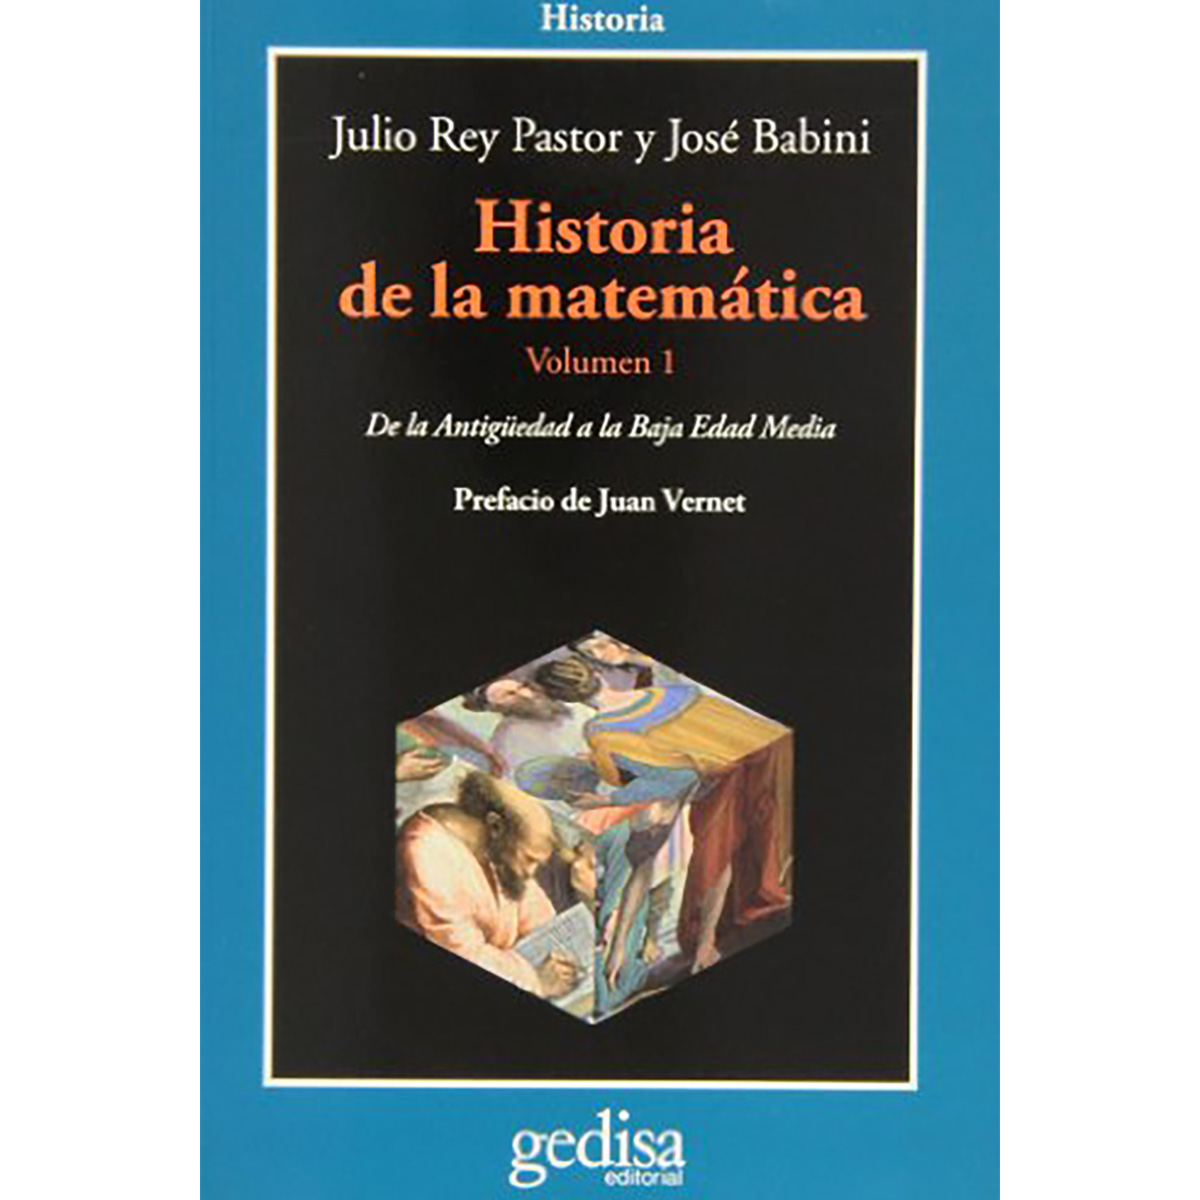 Historia
Julio Rey Pastor y José Babini
Historia
de la matemática
Volumen 1
De la Antigüedad a la Baja Edad Media
Prefacio de Juan Vernet
gedisa
editorial